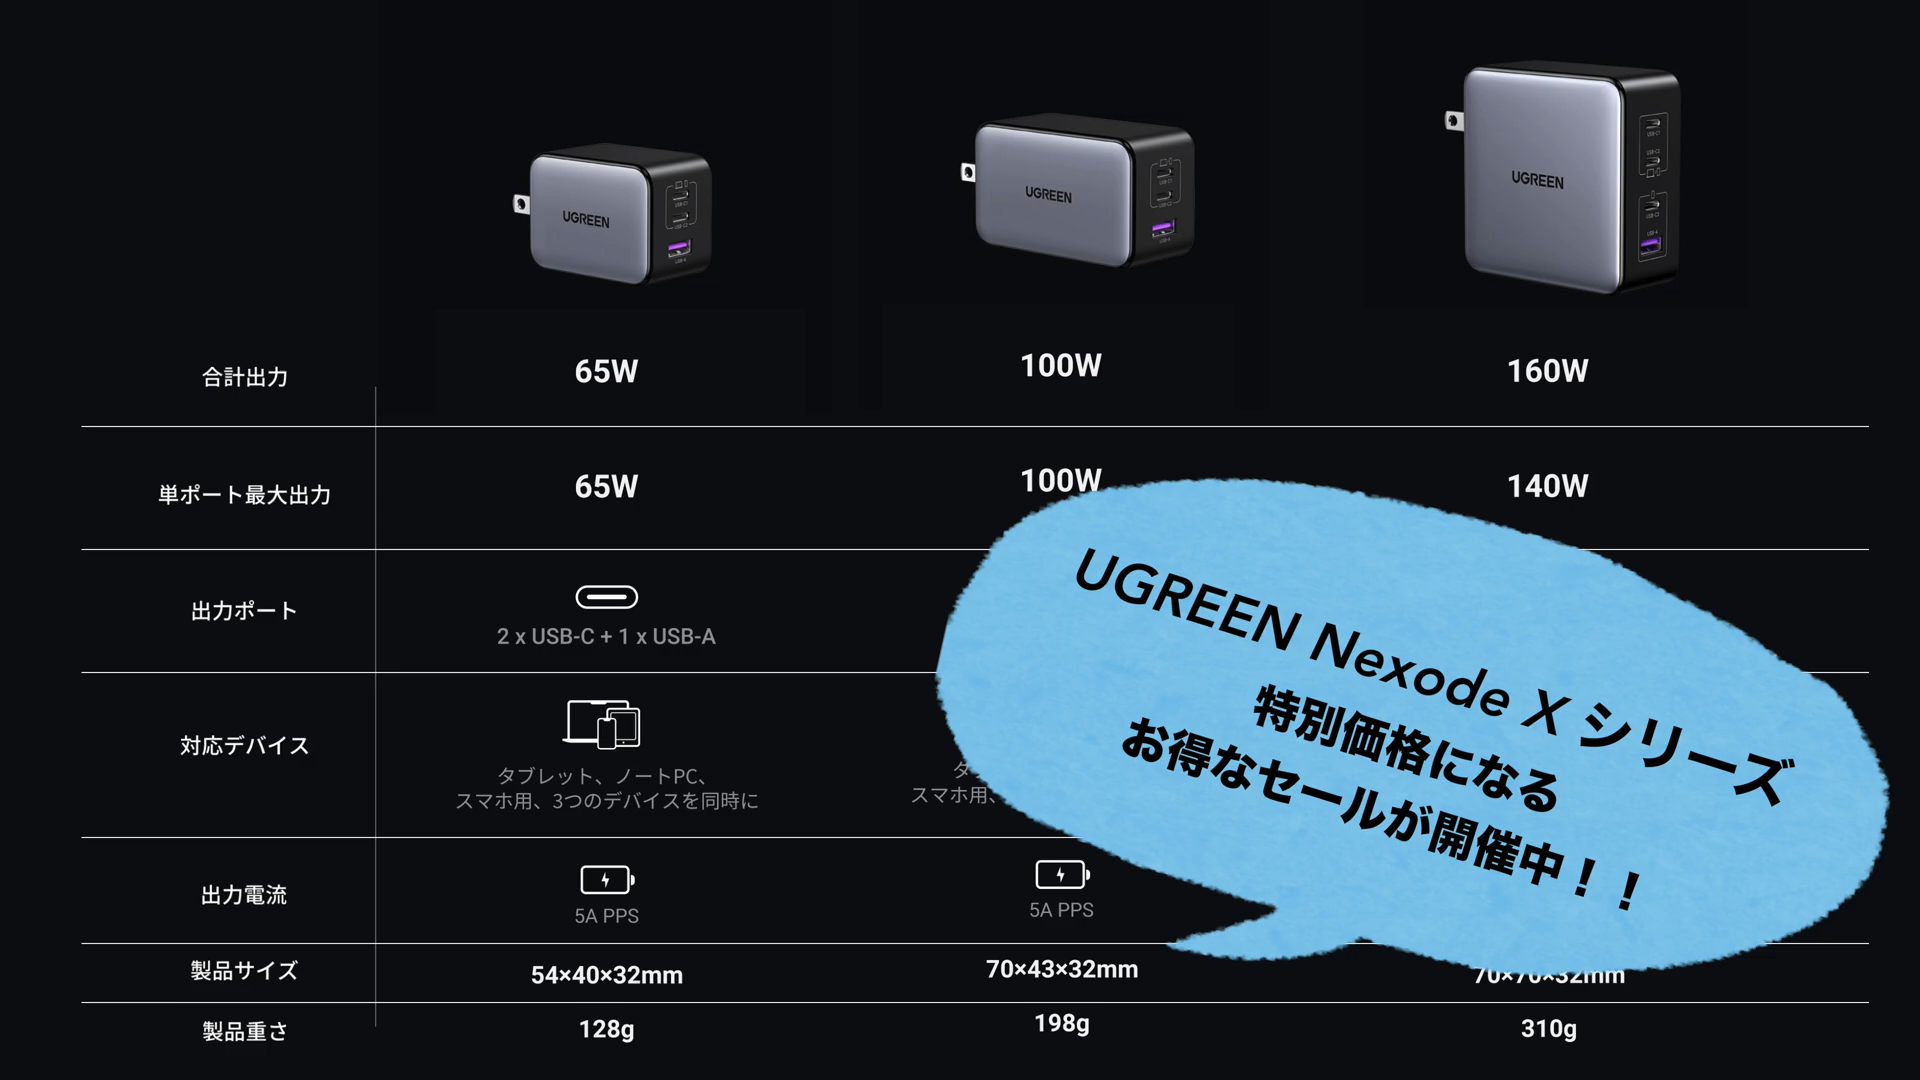 UGREEN
UGREEN
UGREEN
合計出力
65W
100W
160W
単ポート最大出力
65W
100W
140W
出力ポート
2 x USB-C + 1 x USB-A
対応デバイス
タブレット、ノートPC、
スマホ用、3つのデバイスを同時に
タ
スマホ用、
UGREEN Nexode X シリーズ
特別価格になる
お得なセールが開催中！！
出力電流
5A PPS
5A PPS
製品サイズ
54×40×32mm
70×43×32mm
70×70×32mm
製品重さ
128g
198g
310g